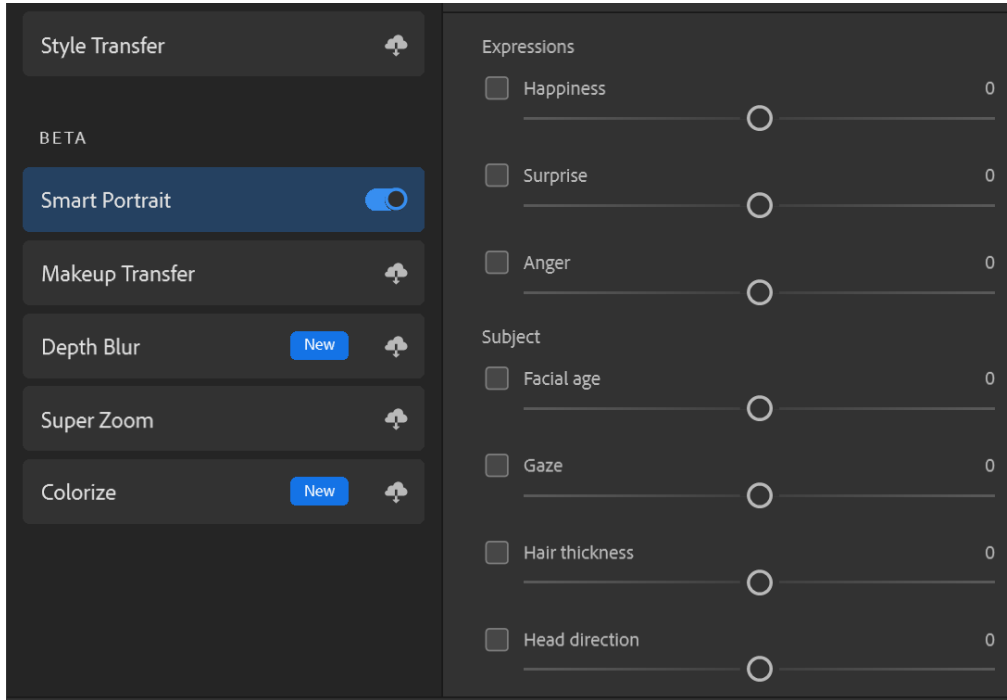 Style Transfer
BETA
Smart Portrait
Makeup Transfer
Depth Blur New
Super Zoom
Colorize New
Expressions
Happiness 0
Surprise 0
Anger 0
Subject
Facial age 0
Gaze 0
Hair thickness 0
Head direction 0